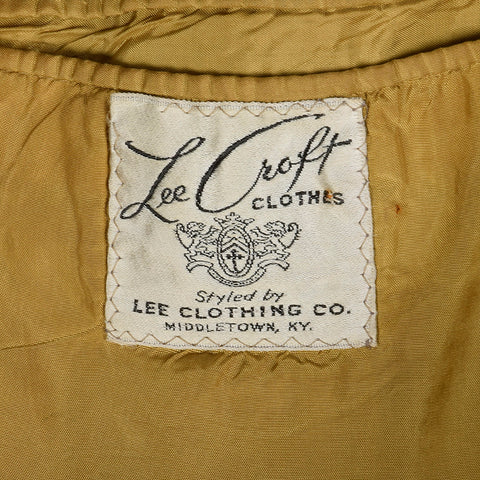 Lee Croft
CLOTHES
Styled by
LEE CLOTHING CO.
MIDDLETOWN, KY.